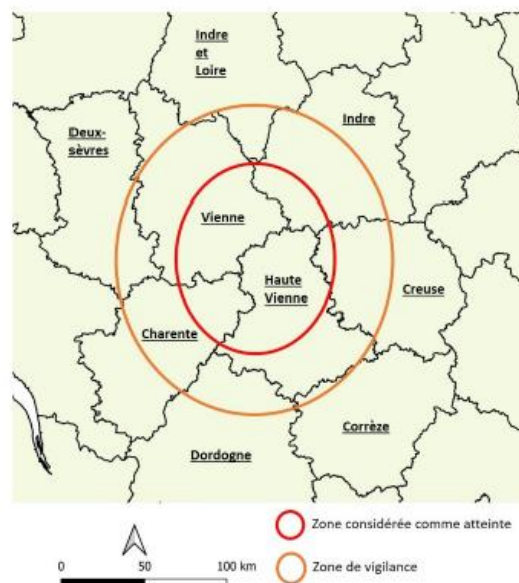 Indre
et
Loire
Indre
Deux-
sèvres
Vienne
Haute
Vienne
Creuse
Charente
Corrèze
Dordogne
Zone considérée comme atteinte
Zone de vigilance
0 50 100 km